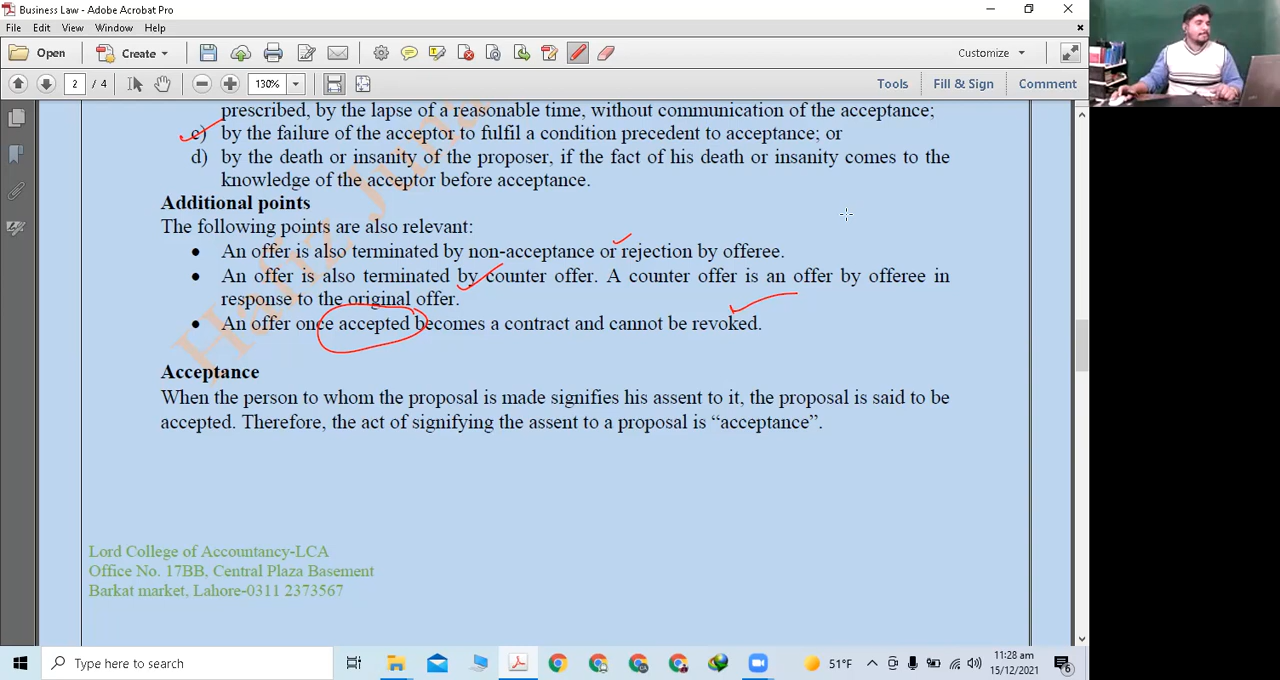 Business Law - Adobe Acrobat Pro
File Edit View Window Help
Open Create Customize
2 / 4 130% Tools Fill & Sign Comment
prescribed, by the lapse of a reasonable time, without communication of the acceptance;
c) by the failure of the acceptor to fulfil a condition precedent to acceptance; or
d) by the death or insanity of the proposer, if the fact of his death or insanity comes to the
knowledge of the acceptor before acceptance.
Additional points
The following points are also relevant:
• An offer is also terminated by non-acceptance or rejection by offeree.
• An offer is also terminated by counter offer. A counter offer is an offer by offeree in
response to the original offer.
• An offer once accepted becomes a contract and cannot be revoked.
Acceptance
When the person to whom the proposal is made signifies his assent to it, the proposal is said to be
accepted. Therefore, the act of signifying the assent to a proposal is “acceptance”.
Hafiz
Lord College of Accountancy-LCA
Office No. 17BB, Central Plaza Basement
Barkat market, Lahore-0311 2373567
Type here to search
51°F
11:28 am
15/12/2021
6